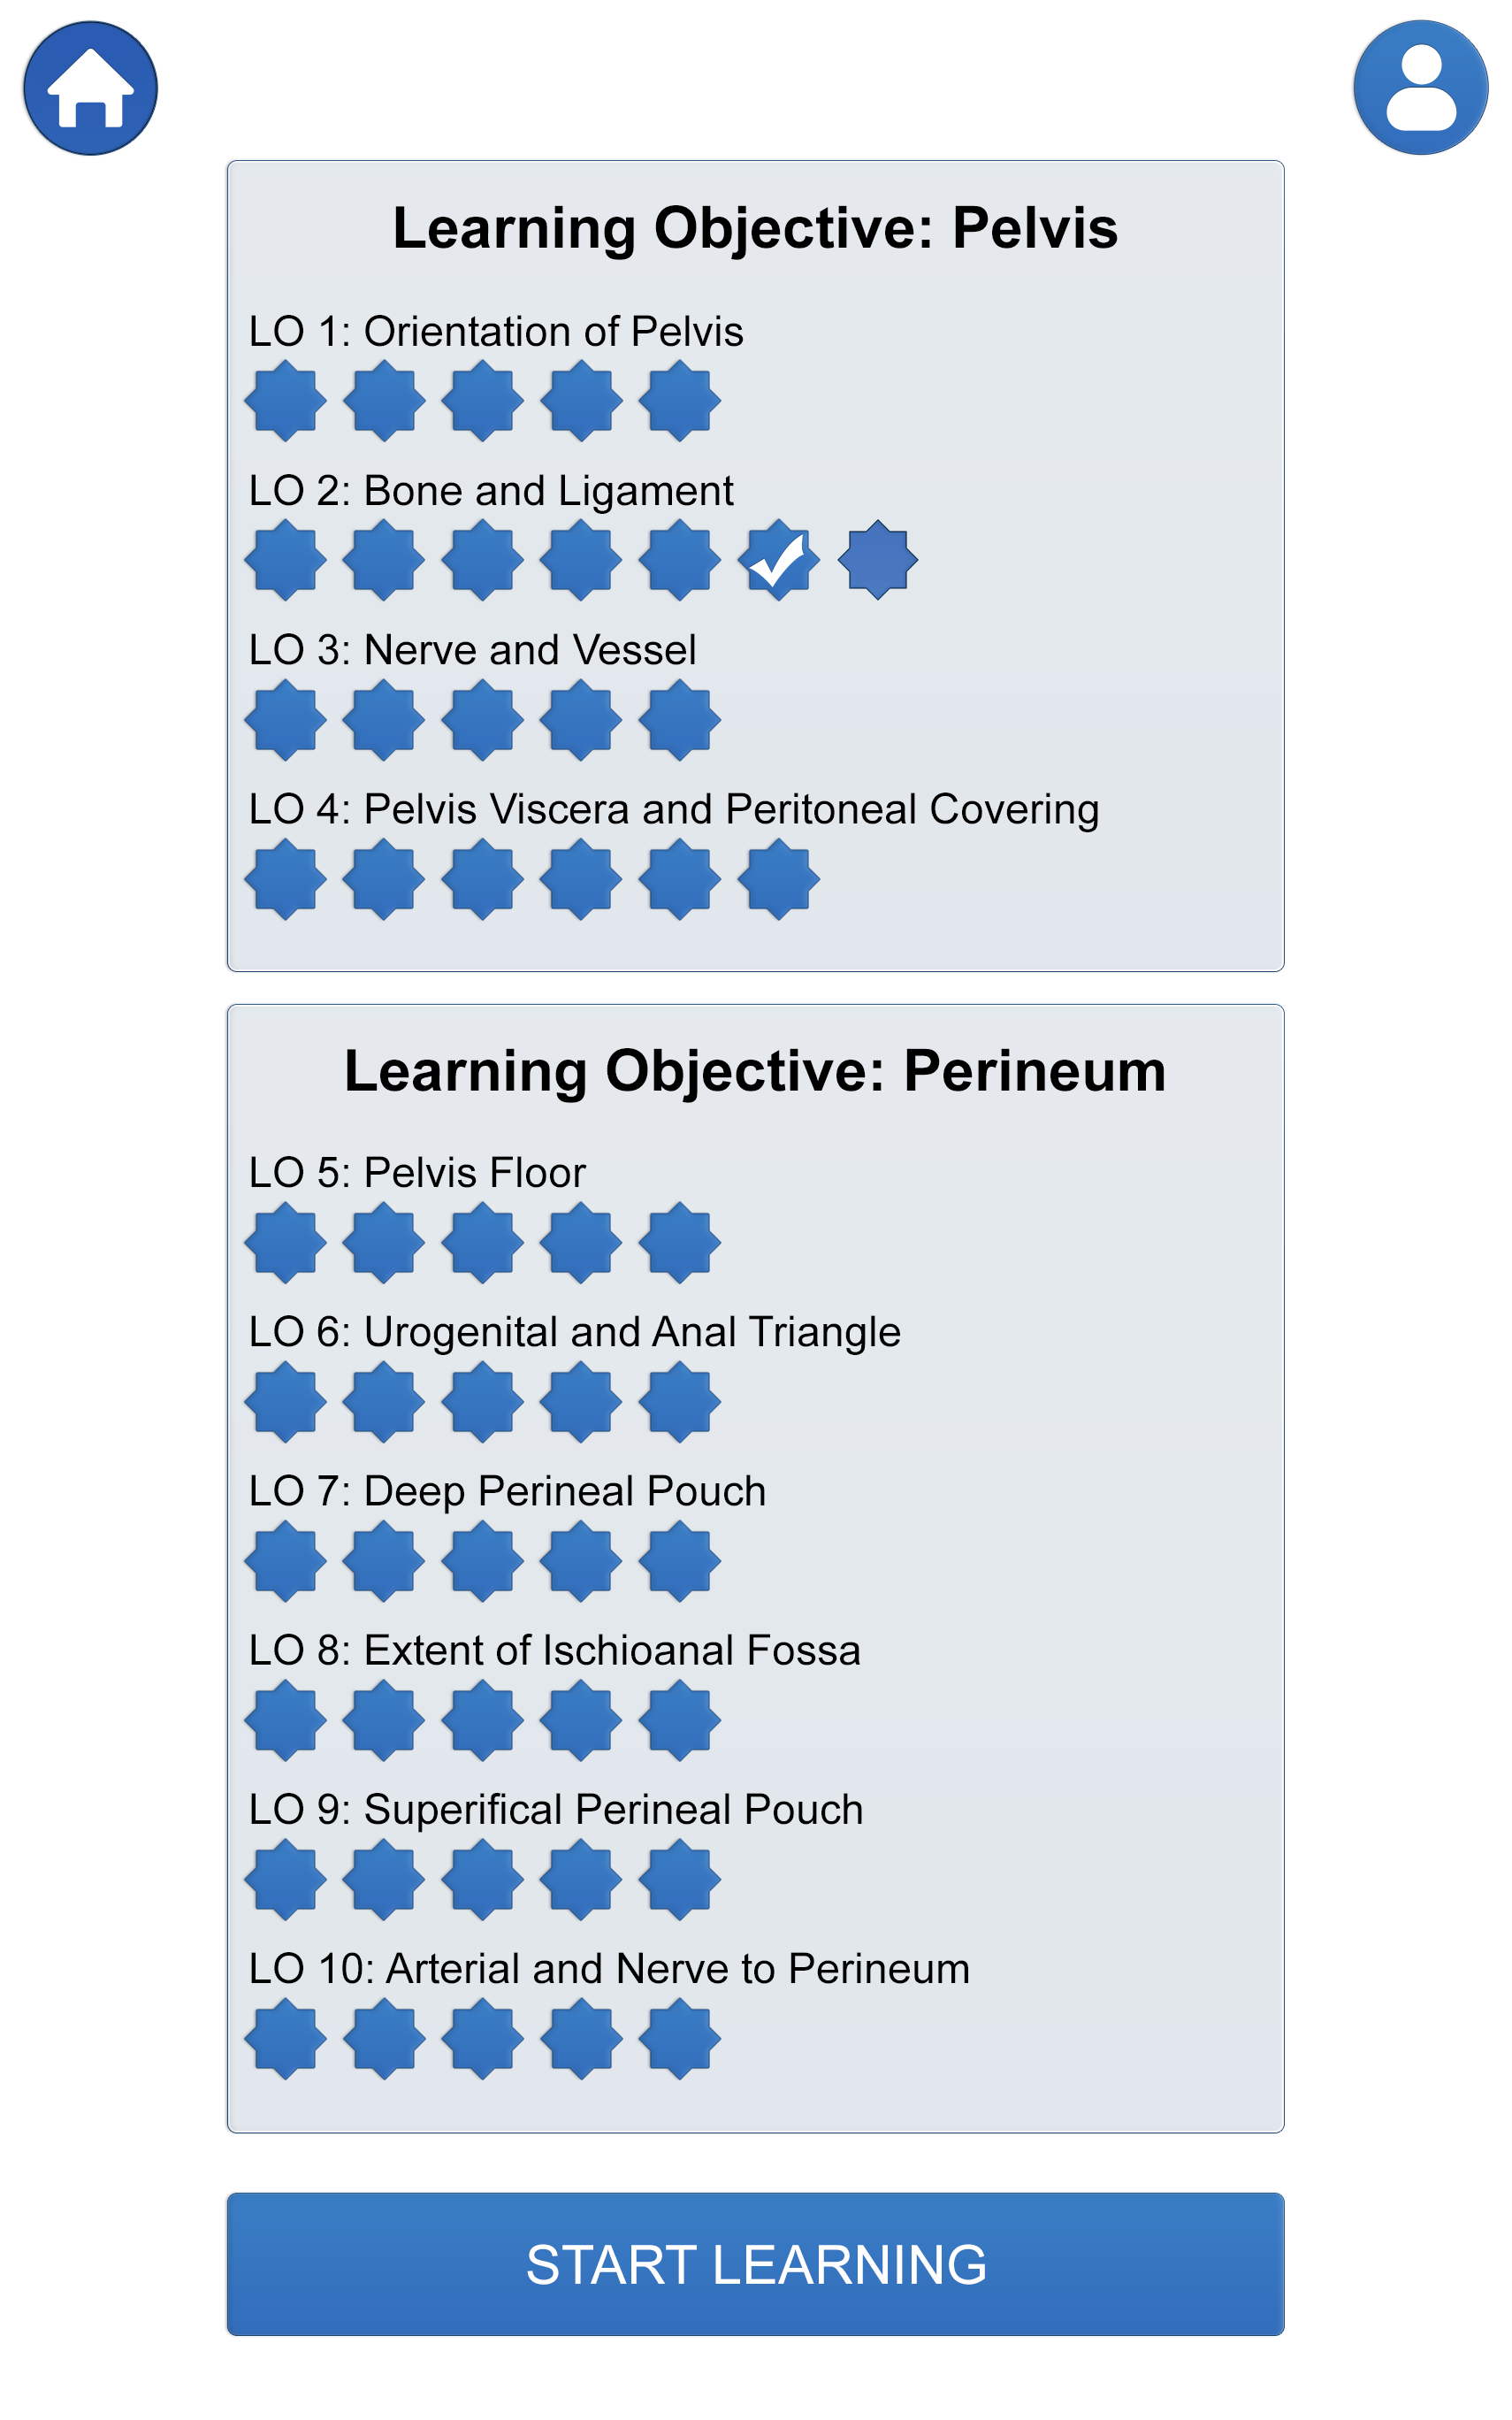 Learning Objective: Pelvis
LO 1: Orientation of Pelvis
LO 2: Bone and Ligament
LO 3: Nerve and Vessel
LO 4: Pelvis Viscera and Peritoneal Covering
Learning Objective: Perineum
LO 5: Pelvis Floor
LO 6: Urogenital and Anal Triangle
LO 7: Deep Perineal Pouch
LO 8: Extent of Ischioanal Fossa
LO 9: Superifical Perineal Pouch
LO 10: Arterial and Nerve to Perineum
START LEARNING